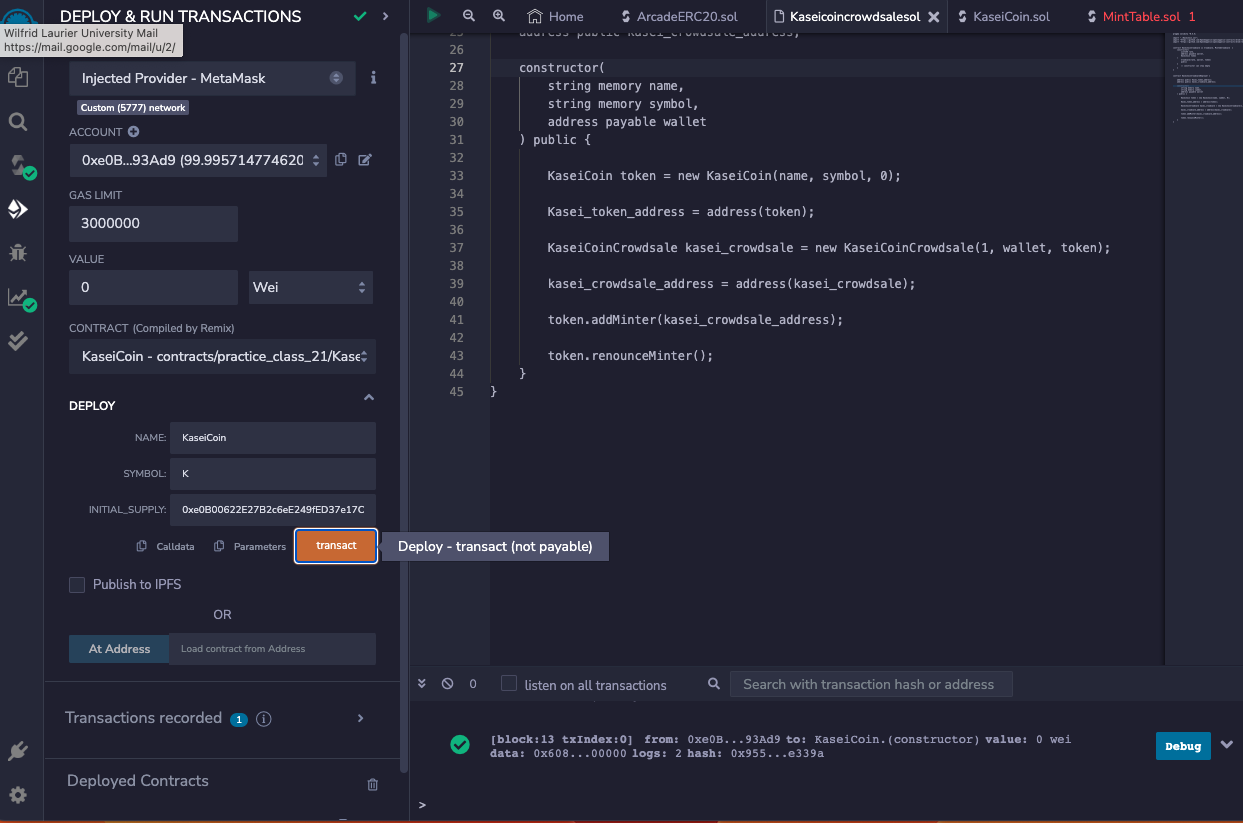 DEPLOY & RUN TRANSACTIONS
Wilfrid Laurier University Mail
https://mail.google.com/mail/u/2/
Injected Provider - MetaMask
Custom (5777) network
ACCOUNT
0xe0B...93Ad9 (99.995714774620
GAS LIMIT
3000000
VALUE
0
Wei
CONTRACT (Compiled by Remix)
KaseiCoin - contracts/practice_class_21/Kase
DEPLOY
NAME:
KaseiCoin
SYMBOL:
K
INITIAL_SUPPLY:
0xe0B00622E27B2c6eE249fED37e17C
Calldata
Parameters
transact
Deploy - transact (not payable)
Publish to IPFS
OR
At Address
Load contract from Address
Transactions recorded 1 i
Deployed Contracts
Home
ArcadeERC20.sol
Kaseicoincrowdsalesol
KaseiCoin.sol
MintTable.sol 1
25 address public kasei_crowdsale_address;
26
27 constructor(
28 string memory name,
29 string memory symbol,
30 address payable wallet
31 ) public {
32
33 KaseiCoin token = new KaseiCoin(name, symbol, 0);
34
35 Kasei_token_address = address(token);
36
37 KaseiCoinCrowdsale kasei_crowdsale = new KaseiCoinCrowdsale(1, wallet, token);
38
39 kasei_crowdsale_address = address(kasei_crowdsale);
40
41 token.addMinter(kasei_crowdsale_address);
42
43 token.renounceMinter();
44 }
45 }
0
listen on all transactions
Search with transaction hash or address
[block:13 txIndex:0] from: 0xe0B...93Ad9 to: KaseiCoin.(constructor) value: 0 wei
data: 0x608...00000 logs: 2 hash: 0x955...e339a
Debug
>